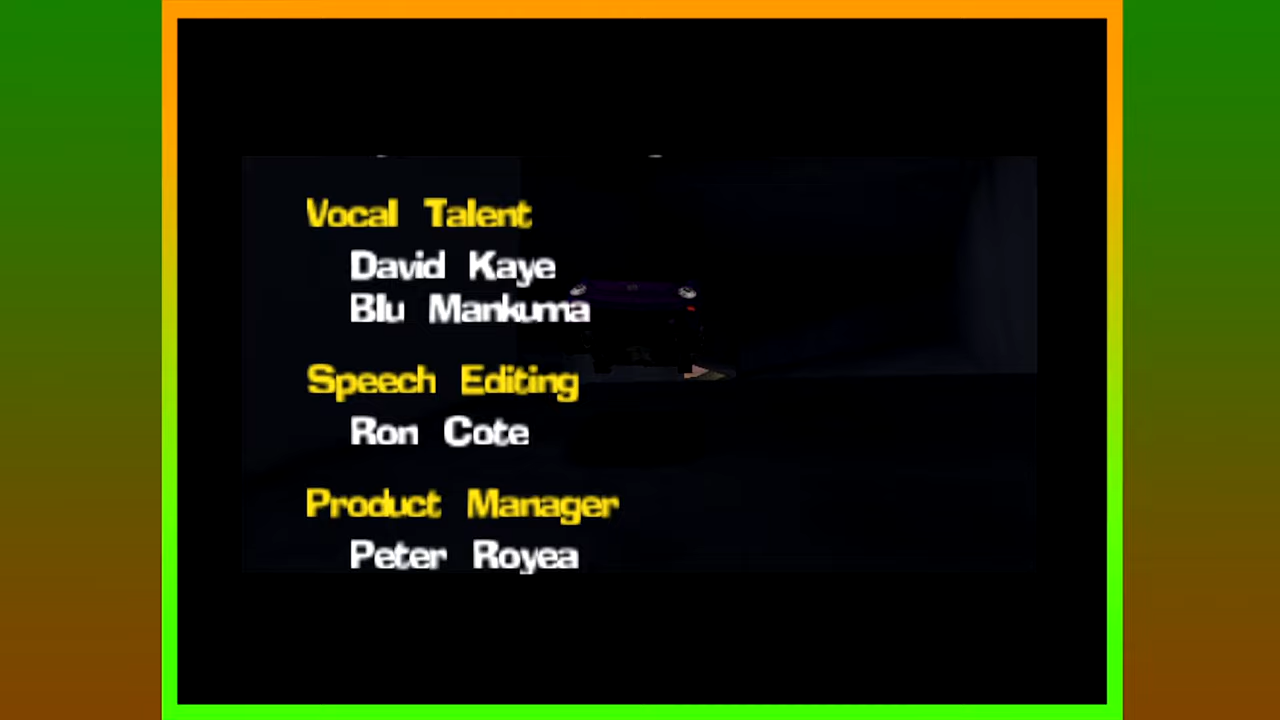 Vocal Talent
David Kaye
Blu Mankuma
Speech Editing
Ron Cote
Product Manager
Peter Royea